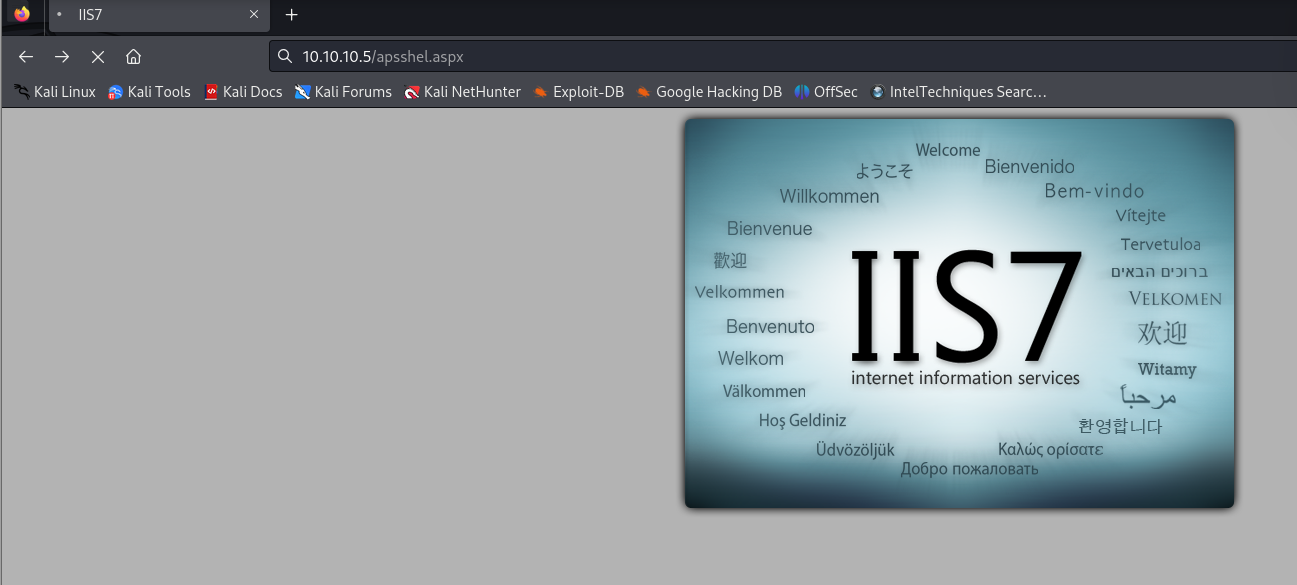 IIS7
10.10.10.5/apsshel.aspx
Kali Linux Kali Tools Kali Docs Kali Forums Kali NetHunter Exploit-DB Google Hacking DB OffSec IntelTechniques Searc…
Welcome
ようこそ
Bienvenido
Willkommen
Bem-vindo
Bienvenue
Vítejte
歡迎
Tervetuloa
Velkommen
ברוכים הבאים
VELKOMEN
Benvenuto
欢迎
Welkom
Witamy
Välkommen
مرحباً
Hoş Geldiniz
환영합니다
Üdvözöljük
Καλώς ορίσατε
Добро пожаловать
IIS7
internet information services